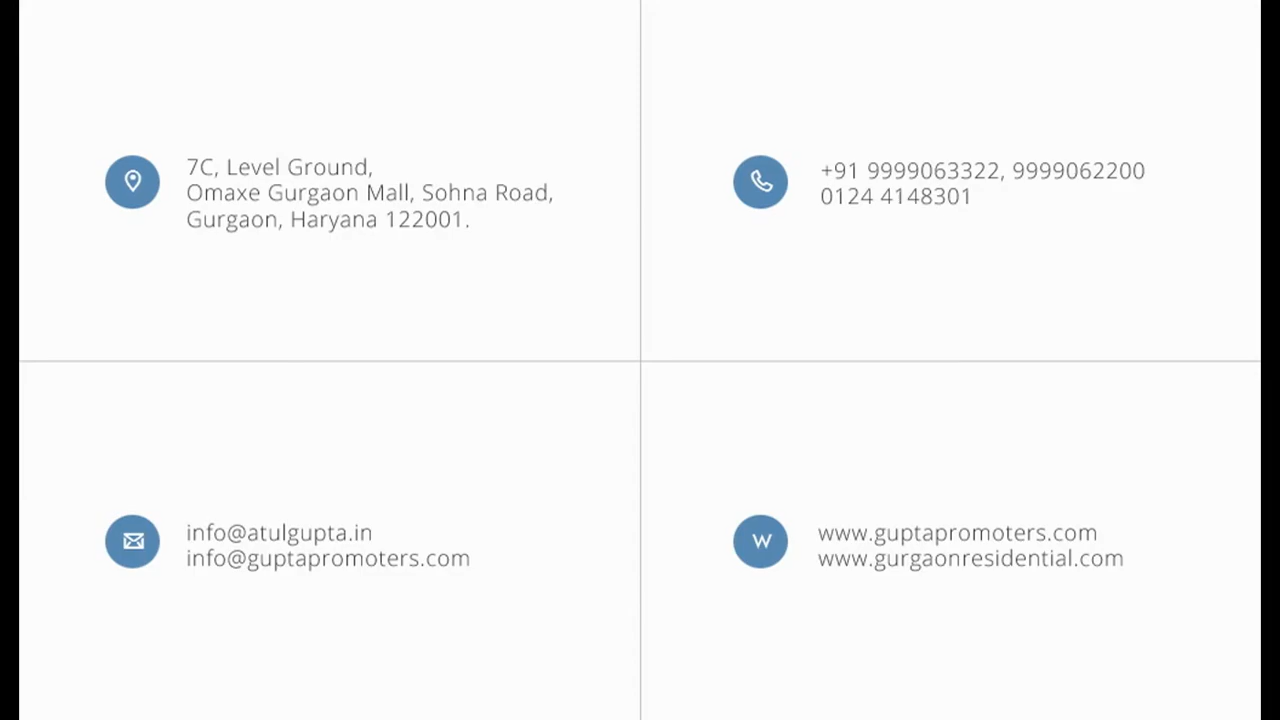 7C, Level Ground,
Omaxe Gurgaon Mall, Sohna Road,
Gurgaon, Haryana 122001.
+91 9999063322, 9999062200
0124 4148301
info@atulgupta.in
info@guptapromoters.com
W
www.guptapromoters.com
www.gurgaonresidential.com